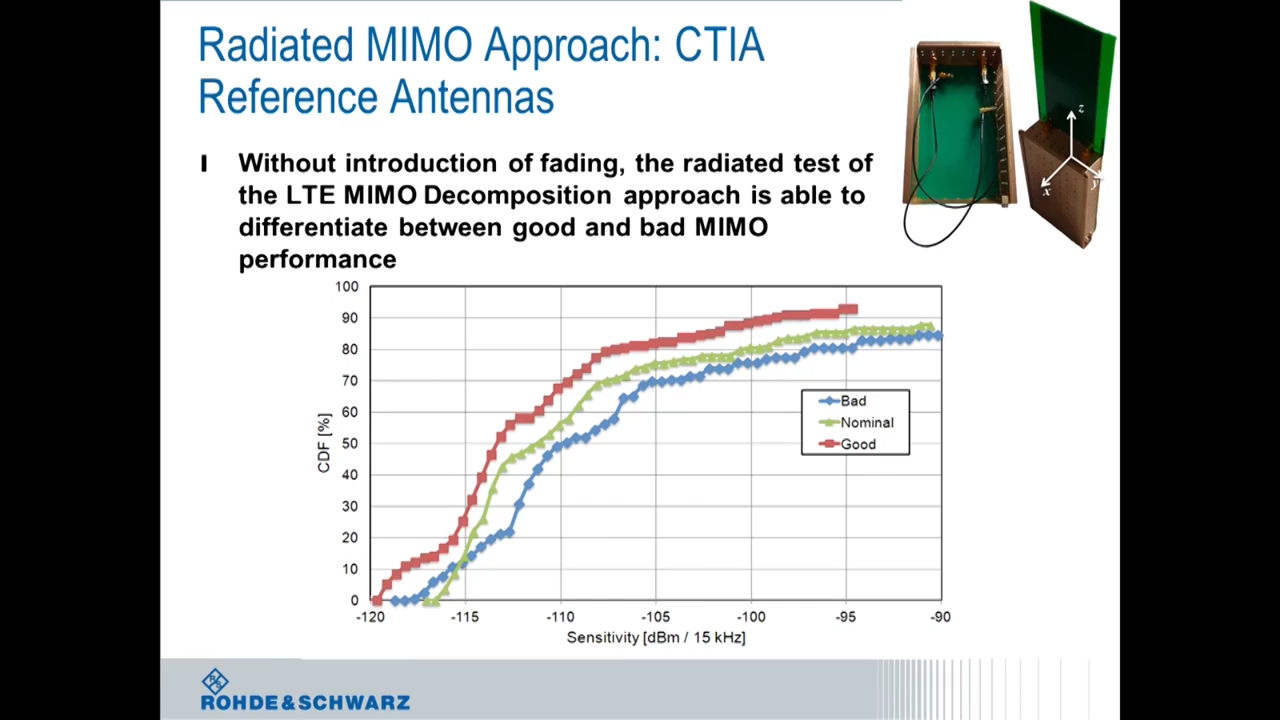 Radiated MIMO Approach: CTIA
Reference Antennas
Without introduction of fading, the radiated test of
the LTE MIMO Decomposition approach is able to
differentiate between good and bad MIMO
performance
z
x
y
100
90
80
70
60
50
40
30
20
10
0
CDF [%]
Bad
Nominal
Good
-120
-115
-110
-105
-100
-95
-90
Sensitivity [dBm / 15 kHz]
R S
ROHDE & SCHWARZ